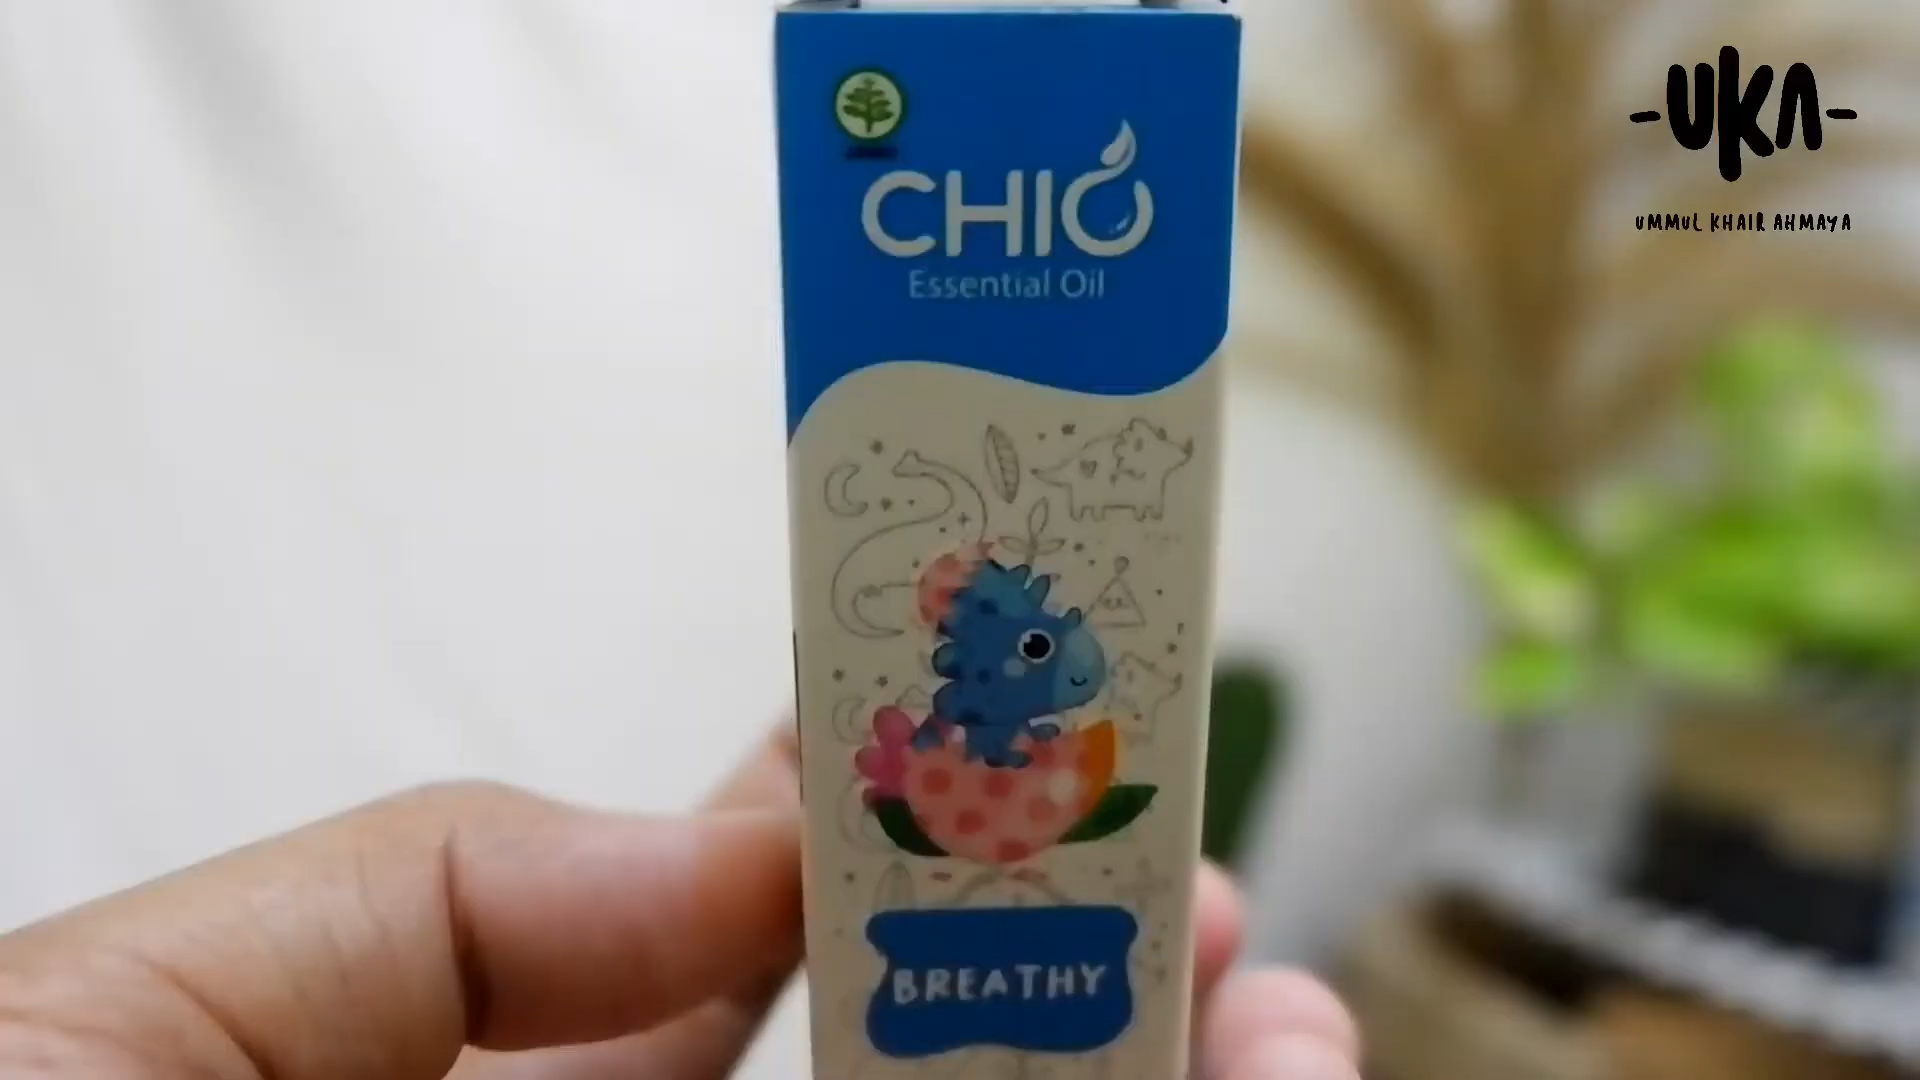 CHIO
Essential Oil
BREATHY
-UKA-
UMMUL KHAIR AHMAYA